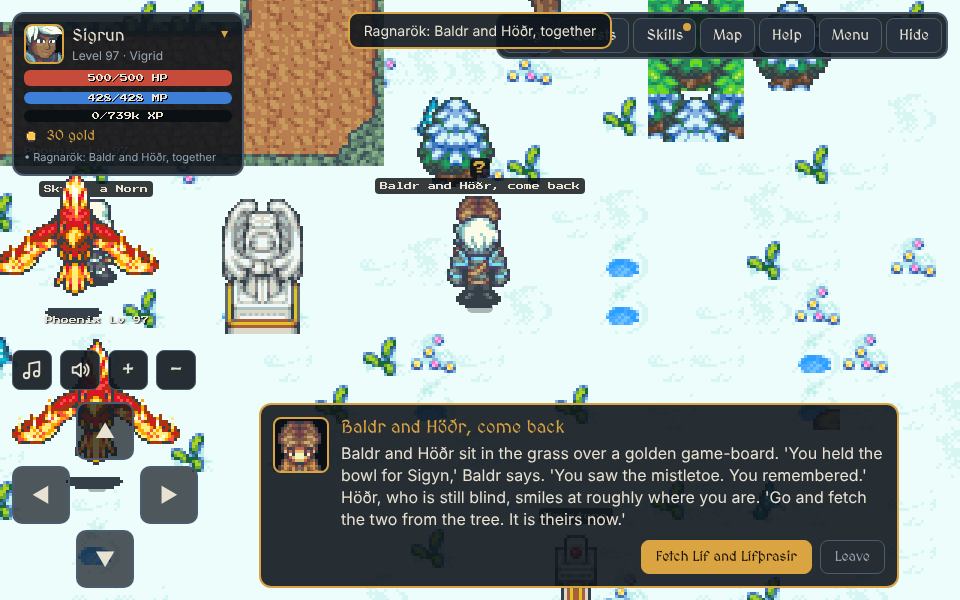 Sigrun
Level 97 · Vigrid
500/500 HP
428/428 MP
0/739k XP
30 gold
• Ragnarök: Baldr and Höðr, together
Ragnarök: Baldr and Höðr, together
Skills
Map
Help
Menu
Hide
a Norn
Baldr and Höðr, come back
?
Phoenix Lv 97
+
−
Baldr and Höðr, come back
Baldr and Höðr sit in the grass over a golden game-board. 'You held the
bowl for Sigyn,' Baldr says. 'You saw the mistletoe. You remembered.'
Höðr, who is still blind, smiles at roughly where you are. 'Go and fetch
the two from the tree. It is theirs now.'
Fetch Líf and Lífþrasir
Leave